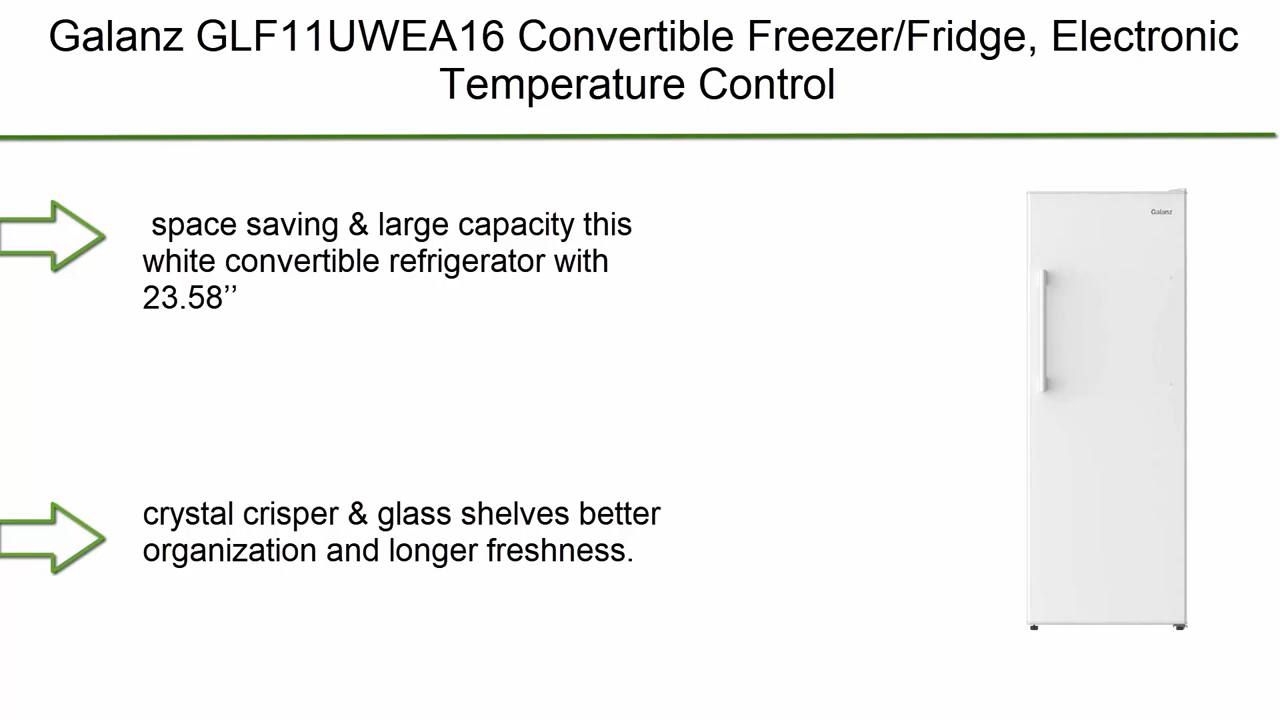 Galanz GLF11UWEA16 Convertible Freezer/Fridge, Electronic
Temperature Control
Galanz
space saving & large capacity this
white convertible refrigerator with
23.58’’
crystal crisper & glass shelves better
organization and longer freshness.